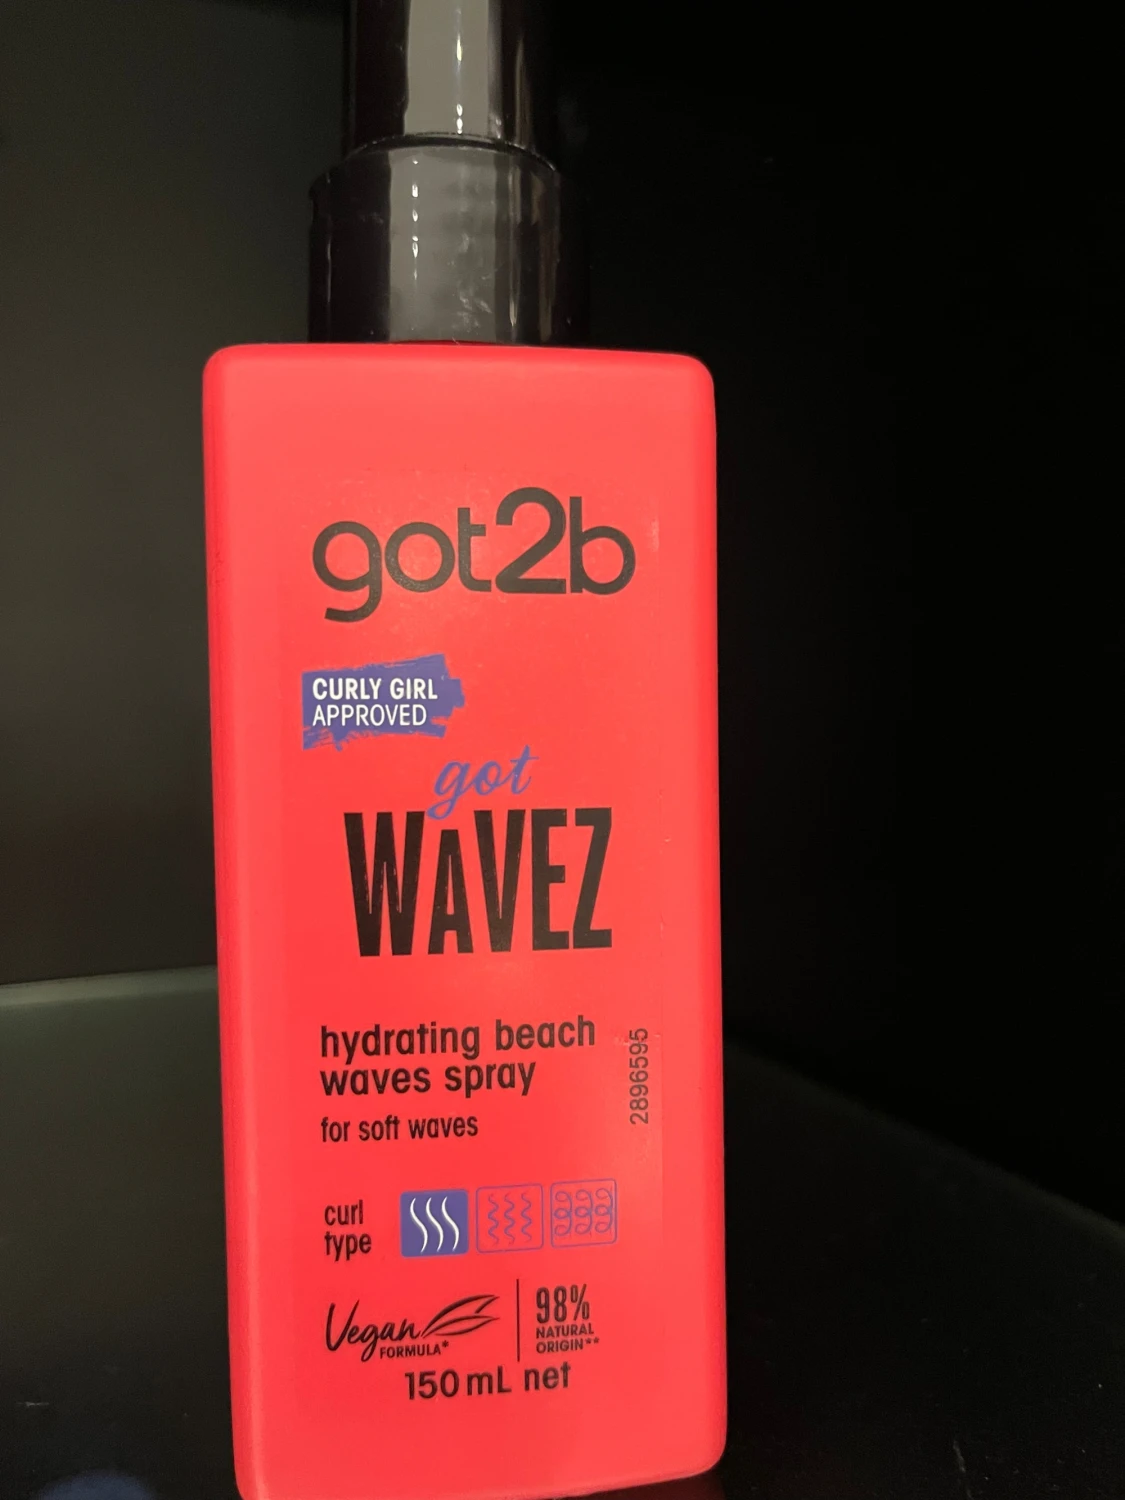 got2b
CURLY GIRL
APPROVED
got
WAVEZ
hydrating beach
waves spray
for soft waves
2896595
curl
type
Vegan
FORMULA*
98%
NATURAL
ORIGIN**
150 mL net